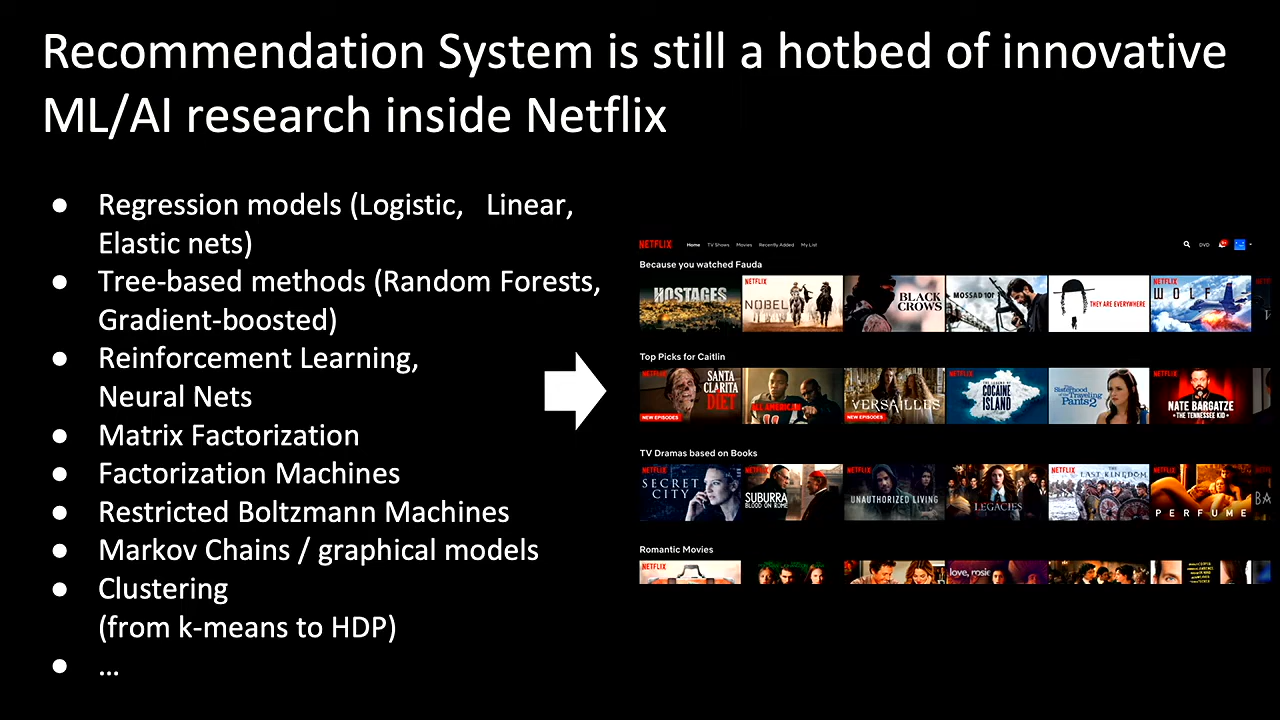 Recommendation System is still a hotbed of innovative
ML/AI research inside Netflix
● Regression models (Logistic, Linear,
Elastic nets)
● Tree-based methods (Random Forests,
Gradient-boosted)
● Reinforcement Learning,
Neural Nets
● Matrix Factorization
● Factorization Machines
● Restricted Boltzmann Machines
● Markov Chains / graphical models
● Clustering
(from k-means to HDP)
● ...
NETFLIX Home TV Shows Movies Recently Added My List DVD
Because you watched Fauda
HOSTAGES
NETFLIX
NOBEL
BLACK
CROWS
MOSSAD 101
THEY ARE EVERYWHERE
NETFLIX
WOLF
Top Picks for Caitlin
NETFLIX
SANTA
CLARITA
DIET
NEW EPISODES
ALL AMERICAN
NETFLIX
VERSAILLES
NEW EPISODES
NETFLIX
THE LEGEND OF
COCAINE
ISLAND
the Sisterhood
of the Traveling
Pants 2
NETFLIX
NATE BARGATZE
THE TENNESSEE KID
TV Dramas based on Books
NETFLIX
SECRET
CITY
NETFLIX
SUBURRA
BLOOD ON ROME
NETFLIX
UNAUTHORIZED LIVING
LEGACIES
NETFLIX
THE LAST KINGDOM
NETFLIX
PERFUME
BA
Romantic Movies
NETFLIX
love, rosie